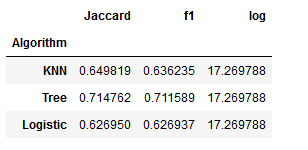 Jaccard f1 log
Algorithm
KNN 0.649819 0.636235 17.269788
Tree 0.714762 0.711589 17.269788
Logistic 0.626950 0.626937 17.269788